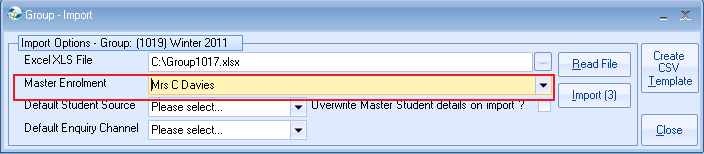 Group - Import
Import Options - Group: (1019) Winter 2011
Excel XLS File C:\Group1017.xlsx ... Read File
Create
CSV
Template
Master Enrolment Mrs C Davies
Import (3)
Default Student Source Please select... Overwrite Master Student details on import ?
Default Enquiry Channel Please select...
Close